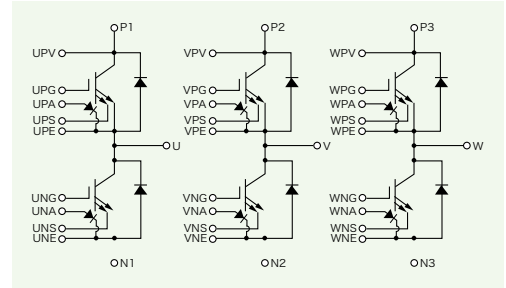 P1 P2 P3
UPV VPV WPV
UPG VPG WPG
UPA VPA WPA
UPS VPS WPS
UPE VPE WPE
U V W
UNG VNG WNG
UNA VNA WNA
UNS VNS WNS
UNE VNE WNE
N1 N2 N3